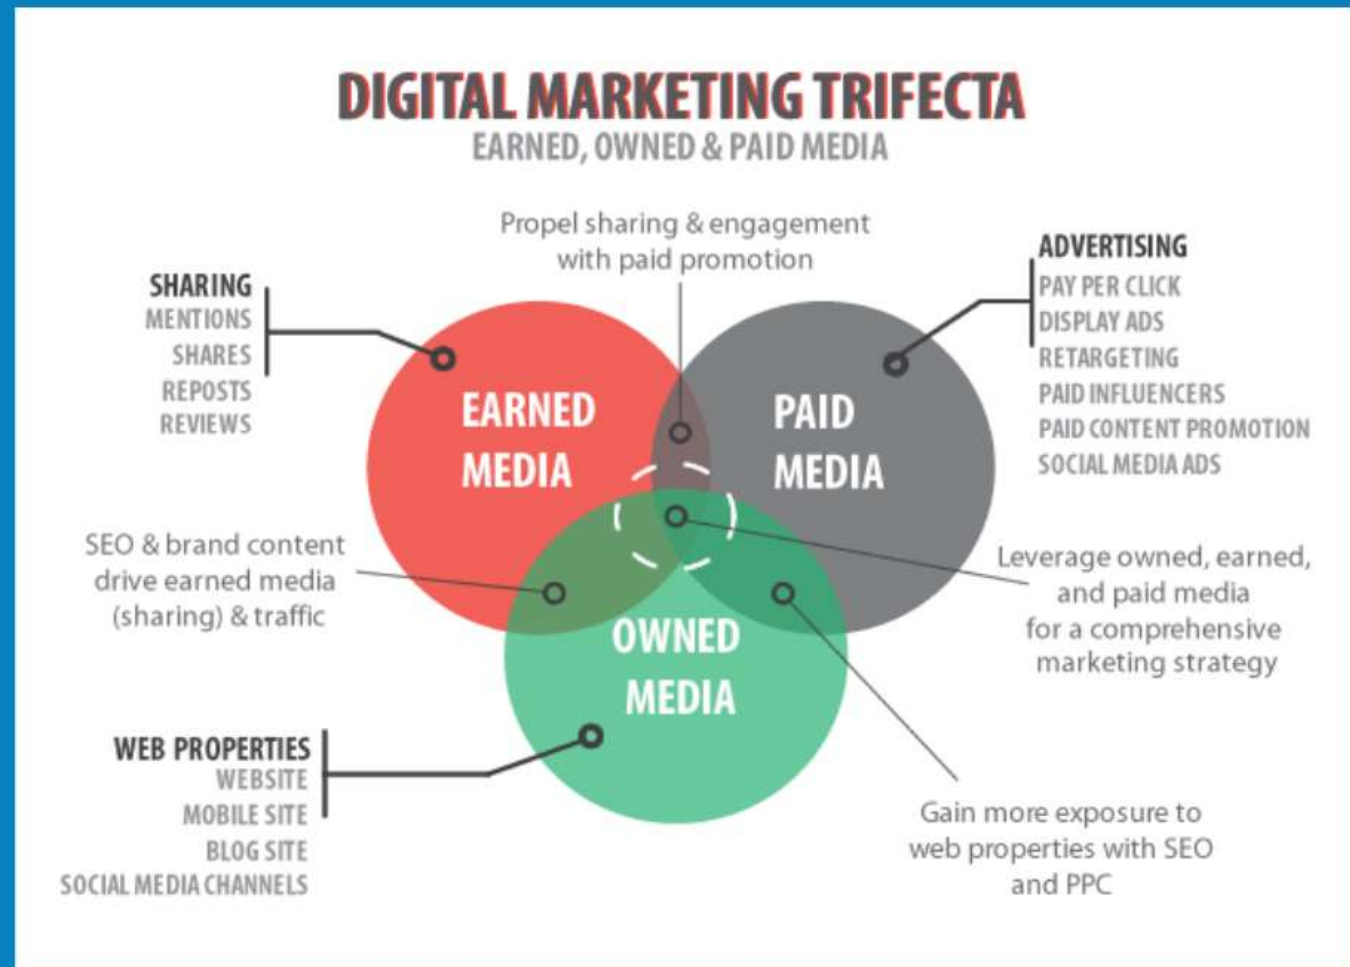 DIGITAL MARKETING TRIFECTA
EARNED, OWNED & PAID MEDIA
Propel sharing & engagement
with paid promotion
SHARING
MENTIONS
SHARES
REPOSTS
REVIEWS
ADVERTISING
PAY PER CLICK
DISPLAY ADS
RETARGETING
PAID INFLUENCERS
PAID CONTENT PROMOTION
SOCIAL MEDIA ADS
EARNED
MEDIA
PAID
MEDIA
SEO & brand content
drive earned media
(sharing) & traffic
Leverage owned, earned,
and paid media
for a comprehensive
marketing strategy
OWNED
MEDIA
WEB PROPERTIES
WEBSITE
MOBILE SITE
BLOG SITE
SOCIAL MEDIA CHANNELS
Gain more exposure to
web properties with SEO
and PPC